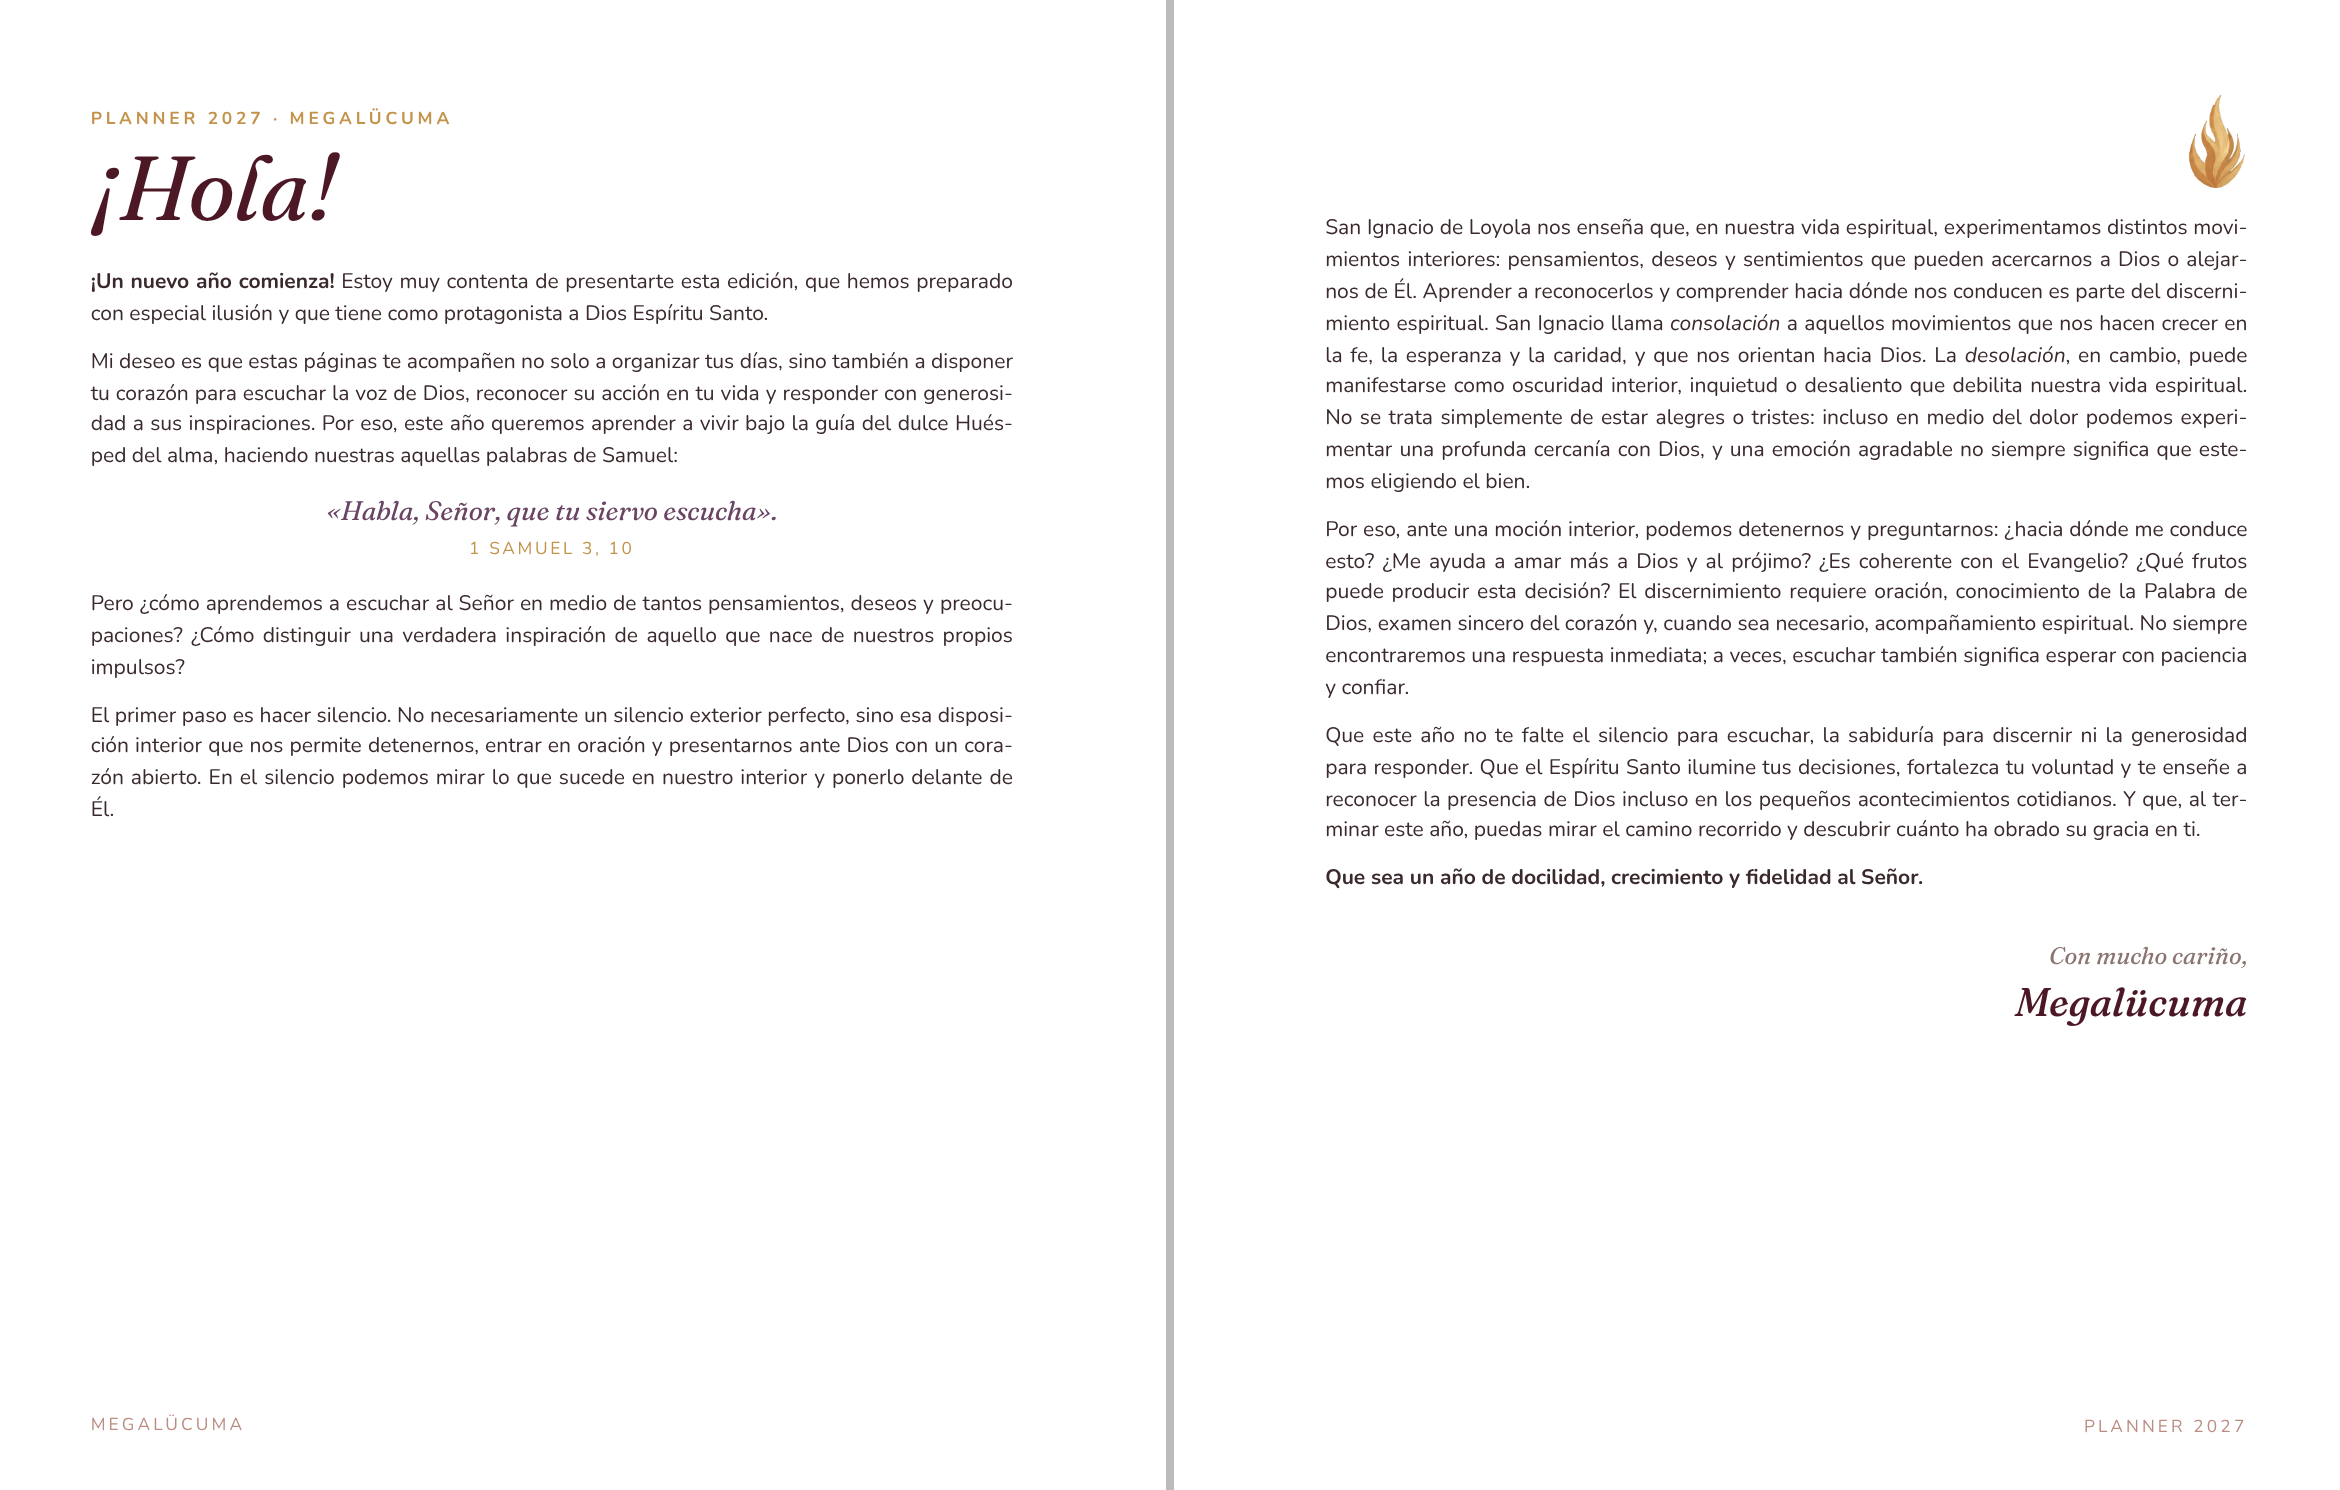 PLANNER 2027 · MEGALÜCUMA
¡Hola!
¡Un nuevo año comienza! Estoy muy contenta de presentarte esta edición, que hemos preparado
con especial ilusión y que tiene como protagonista a Dios Espíritu Santo.
Mi deseo es que estas páginas te acompañen no solo a organizar tus días, sino también a disponer
tu corazón para escuchar la voz de Dios, reconocer su acción en tu vida y responder con generosi-
dad a sus inspiraciones. Por eso, este año queremos aprender a vivir bajo la guía del dulce Hués-
ped del alma, haciendo nuestras aquellas palabras de Samuel:
«Habla, Señor, que tu siervo escucha».
1 SAMUEL 3, 10
Pero ¿cómo aprendemos a escuchar al Señor en medio de tantos pensamientos, deseos y preocu-
paciones? ¿Cómo distinguir una verdadera inspiración de aquello que nace de nuestros propios
impulsos?
El primer paso es hacer silencio. No necesariamente un silencio exterior perfecto, sino esa disposi-
ción interior que nos permite detenernos, entrar en oración y presentarnos ante Dios con un cora-
zón abierto. En el silencio podemos mirar lo que sucede en nuestro interior y ponerlo delante de
Él.
MEGALÜCUMA
San Ignacio de Loyola nos enseña que, en nuestra vida espiritual, experimentamos distintos movi-
mientos interiores: pensamientos, deseos y sentimientos que pueden acercarnos a Dios o alejar-
nos de Él. Aprender a reconocerlos y comprender hacia dónde nos conducen es parte del discerni-
miento espiritual. San Ignacio llama consolación a aquellos movimientos que nos hacen crecer en
la fe, la esperanza y la caridad, y que nos orientan hacia Dios. La desolación, en cambio, puede
manifestarse como oscuridad interior, inquietud o desaliento que debilita nuestra vida espiritual.
No se trata simplemente de estar alegres o tristes: incluso en medio del dolor podemos experi-
mentar una profunda cercanía con Dios, y una emoción agradable no siempre significa que este-
mos eligiendo el bien.
Por eso, ante una moción interior, podemos detenernos y preguntarnos: ¿hacia dónde me conduce
esto? ¿Me ayuda a amar más a Dios y al prójimo? ¿Es coherente con el Evangelio? ¿Qué frutos
puede producir esta decisión? El discernimiento requiere oración, conocimiento de la Palabra de
Dios, examen sincero del corazón y, cuando sea necesario, acompañamiento espiritual. No siempre
encontraremos una respuesta inmediata; a veces, escuchar también significa esperar con paciencia
y confiar.
Que este año no te falte el silencio para escuchar, la sabiduría para discernir ni la generosidad
para responder. Que el Espíritu Santo ilumine tus decisiones, fortalezca tu voluntad y te enseñe a
reconocer la presencia de Dios incluso en los pequeños acontecimientos cotidianos. Y que, al ter-
minar este año, puedas mirar el camino recorrido y descubrir cuánto ha obrado su gracia en ti.
Que sea un año de docilidad, crecimiento y fidelidad al Señor.
Con mucho cariño,
Megalücuma
PLANNER 2027